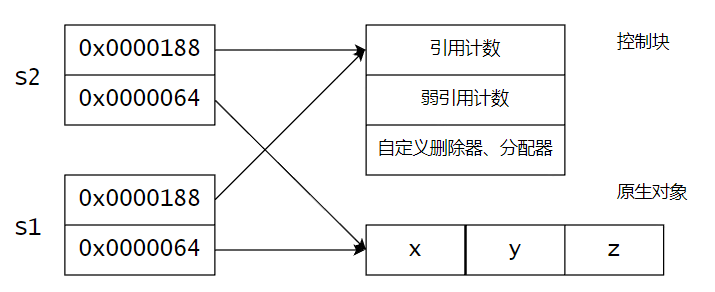 s2
0x0000188
0x0000064
引用计数
弱引用计数
自定义删除器、分配器
控制块
s1
0x0000188
0x0000064
原生对象
x y z